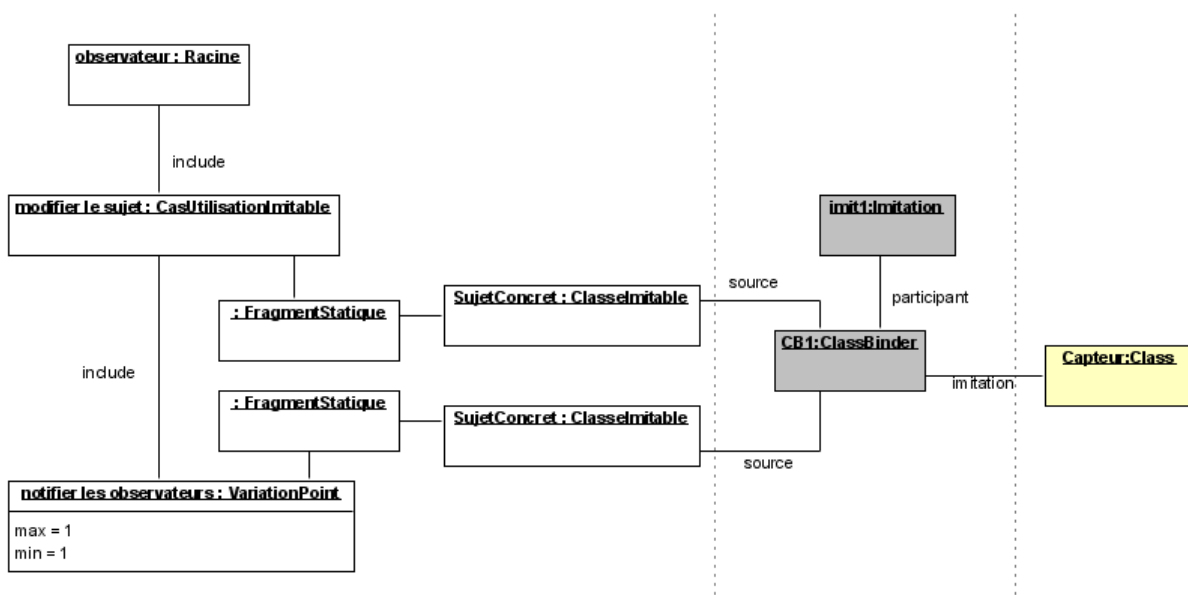 observateur : Racine
include
modifier le sujet : CasUtilisationImitable
imit1:Imitation
source
SujetConcret : ClasseImitable
participant
: FragmentStatique
CB1:ClassBinder
Capteur:Class
include
imitation
: FragmentStatique
SujetConcret : ClasseImitable
source
notifier les observateurs : VariationPoint
max = 1
min = 1